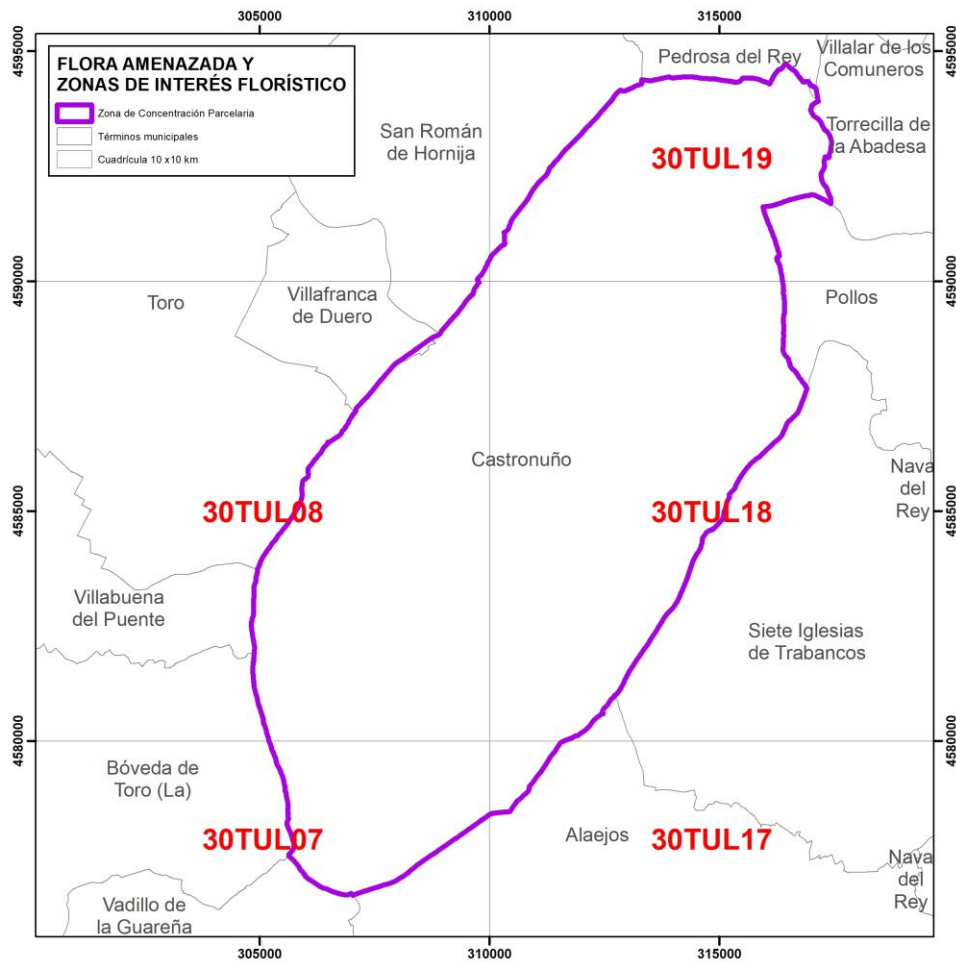 305000
310000
315000
4595000
4595000
FLORA AMENAZADA Y
ZONAS DE INTERÉS FLORÍSTICO
Zona de Concentración Parcelaria
Términos municipales
Cuadrícula 10 x10 km
Pedrosa del Rey
Villalar de los
Comuneros
San Román
de Hornija
Torrecilla de
la Abadesa
30TUL19
4590000
4590000
Toro
Villafranca
de Duero
Pollos
Castronuño
Nava
del
Rey
4585000
4585000
30TUL08
30TUL18
Villabuena
del Puente
Siete Iglesias
de Trabancos
4580000
4580000
Bóveda de
Toro (La)
30TUL07
Alaejos
30TUL17
Nava
del
Rey
Vadillo de
la Guareña
305000
310000
315000